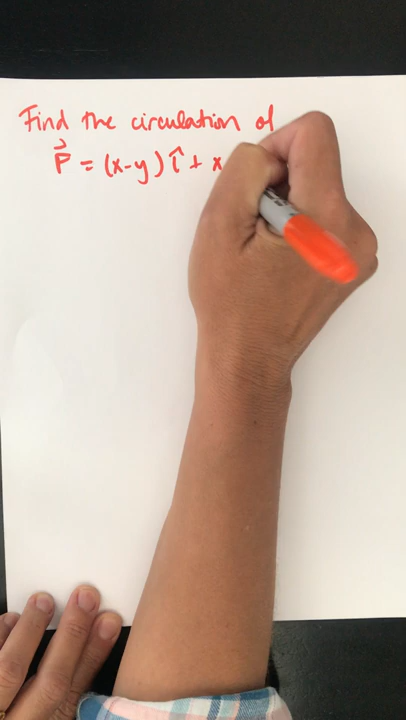 Find the circulation of
P⃗ = (x-y) î + x